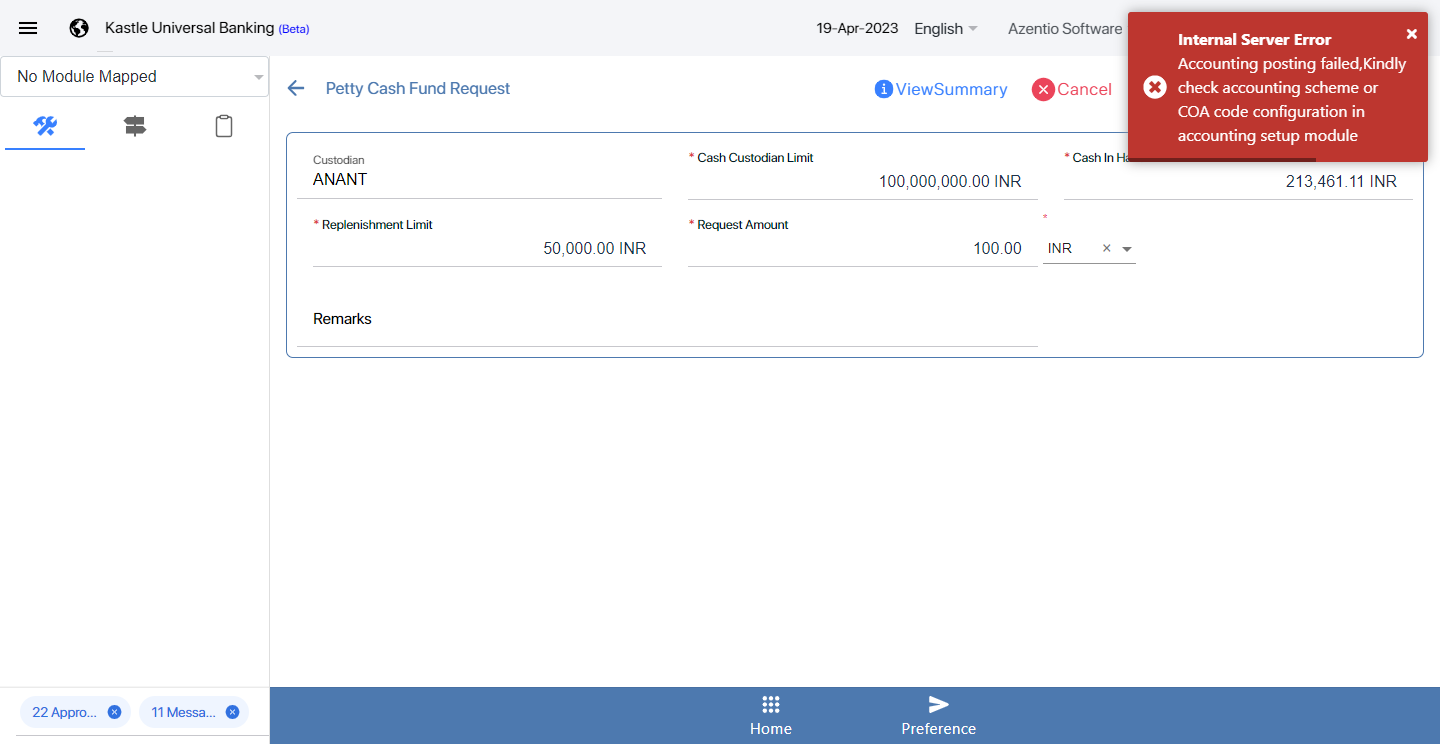 Kastle Universal Banking (Beta)
19-Apr-2023
English
Azentio Software
Internal Server Error
Accounting posting failed,Kindly
check accounting scheme or
COA code configuration in
accounting setup module
No Module Mapped
Petty Cash Fund Request
ViewSummary
Cancel
Custodian
ANANT
* Cash Custodian Limit
100,000,000.00 INR
* Cash In Ha
213,461.11 INR
* Replenishment Limit
50,000.00 INR
* Request Amount
100.00
*
INR
Remarks
22 Appro...
11 Messa...
Home
Preference